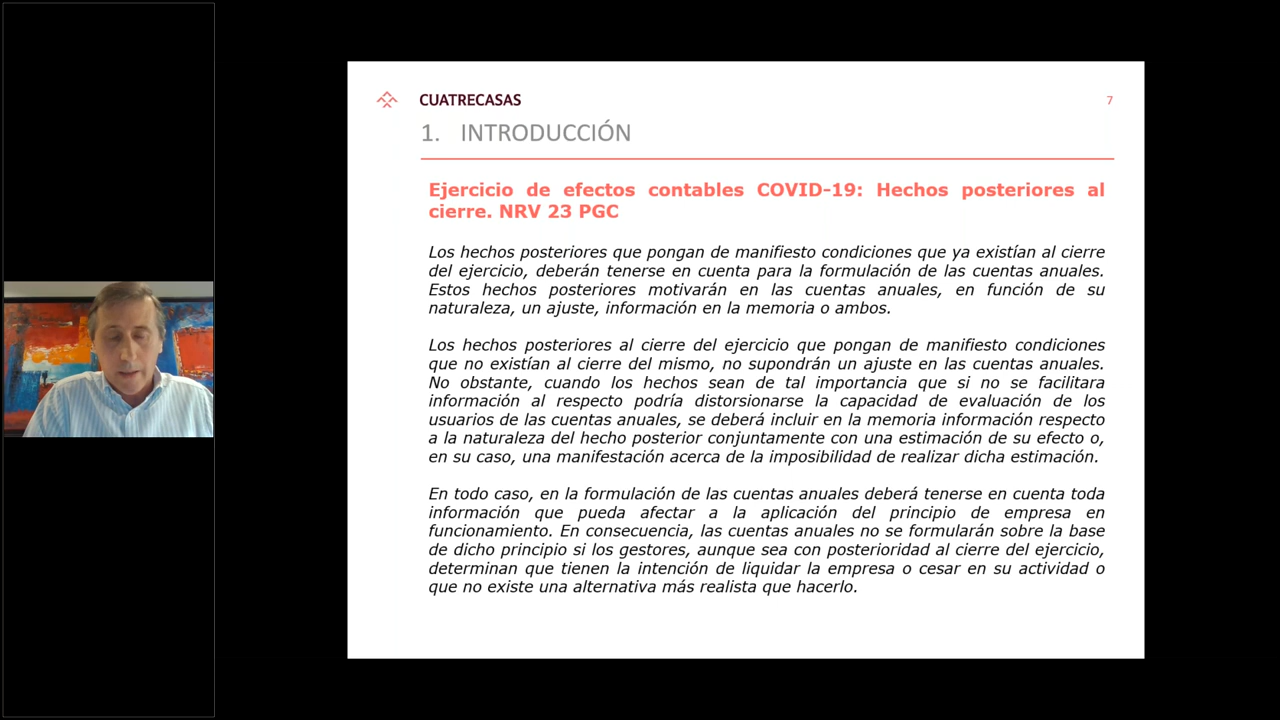 CUATRECASAS
7
1. INTRODUCCIÓN
Ejercicio de efectos contables COVID-19: Hechos posteriores al
cierre. NRV 23 PGC
Los hechos posteriores que pongan de manifiesto condiciones que ya existían al cierre
del ejercicio, deberán tenerse en cuenta para la formulación de las cuentas anuales.
Estos hechos posteriores motivarán en las cuentas anuales, en función de su
naturaleza, un ajuste, información en la memoria o ambos.
Los hechos posteriores al cierre del ejercicio que pongan de manifiesto condiciones
que no existían al cierre del mismo, no supondrán un ajuste en las cuentas anuales.
No obstante, cuando los hechos sean de tal importancia que si no se facilitara
información al respecto podría distorsionarse la capacidad de evaluación de los
usuarios de las cuentas anuales, se deberá incluir en la memoria información respecto
a la naturaleza del hecho posterior conjuntamente con una estimación de su efecto o,
en su caso, una manifestación acerca de la imposibilidad de realizar dicha estimación.
En todo caso, en la formulación de las cuentas anuales deberá tenerse en cuenta toda
información que pueda afectar a la aplicación del principio de empresa en
funcionamiento. En consecuencia, las cuentas anuales no se formularán sobre la base
de dicho principio si los gestores, aunque sea con posterioridad al cierre del ejercicio,
determinan que tienen la intención de liquidar la empresa o cesar en su actividad o
que no existe una alternativa más realista que hacerlo.